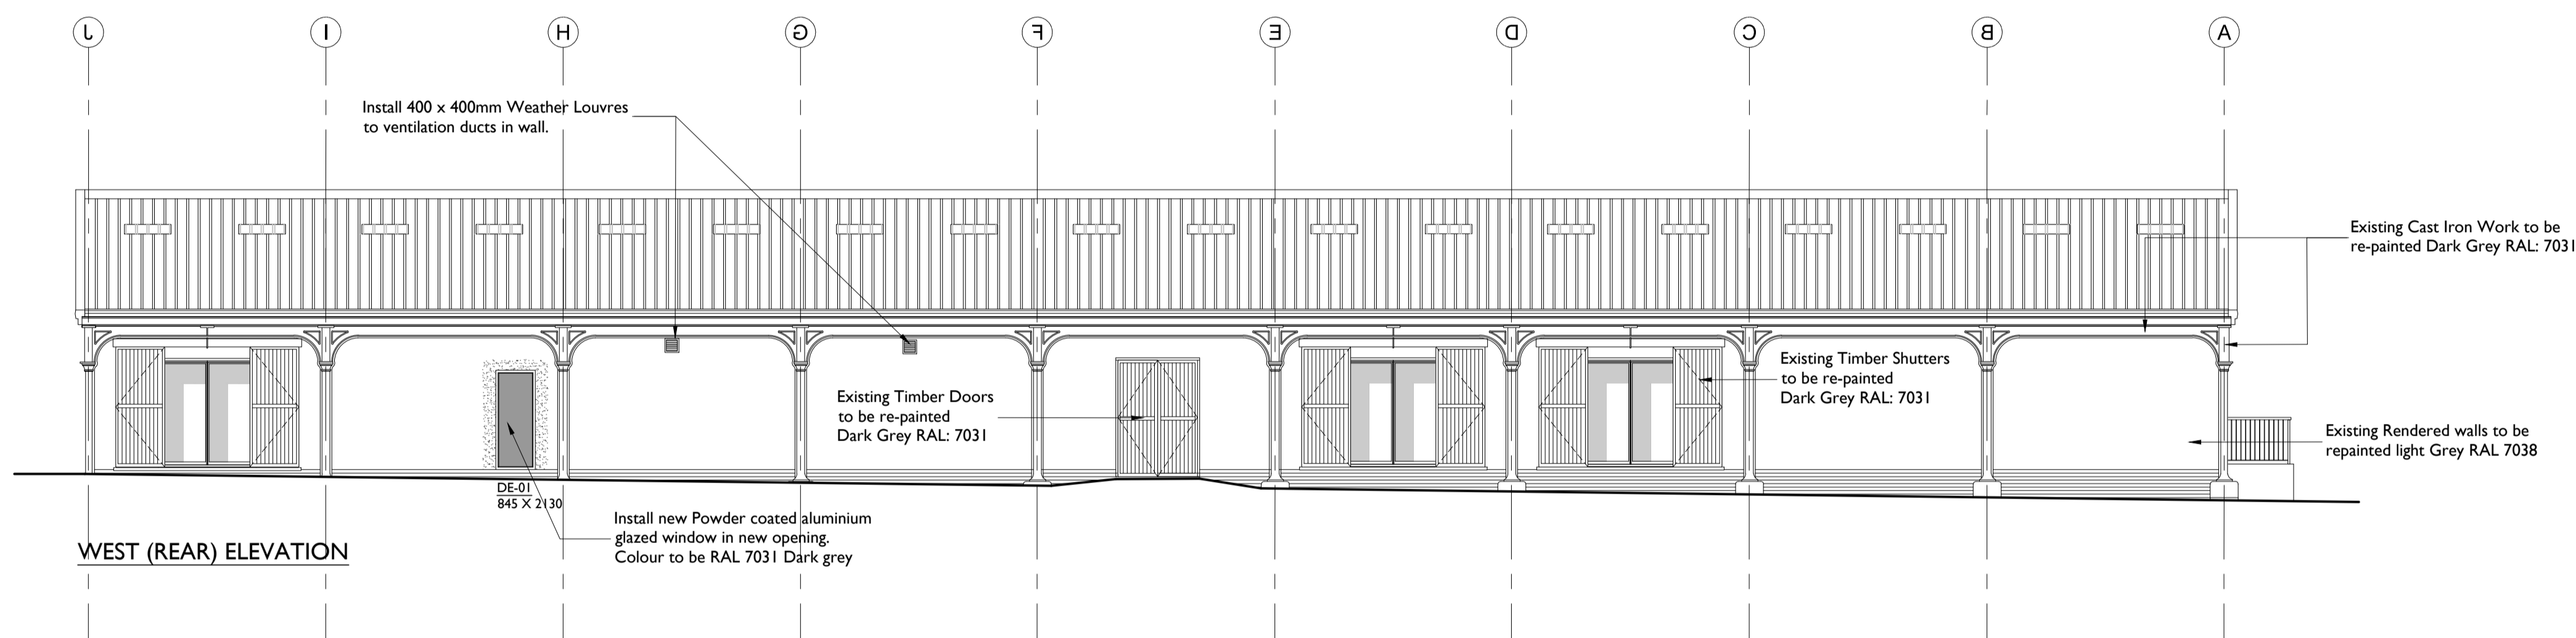 J I H G F E D C B A
Install 400 x 400mm Weather Louvres
to ventilation ducts in wall.
Existing Cast Iron Work to be
re-painted Dark Grey RAL: 7031
Existing Timber Shutters
to be re-painted
Dark Grey RAL: 7031
Existing Timber Doors
to be re-painted
Dark Grey RAL: 7031
Existing Rendered walls to be
repainted light Grey RAL 7038
DE-01
845 X 2130
Install new Powder coated aluminium
glazed window in new opening.
Colour to be RAL 7031 Dark grey
WEST (REAR) ELEVATION